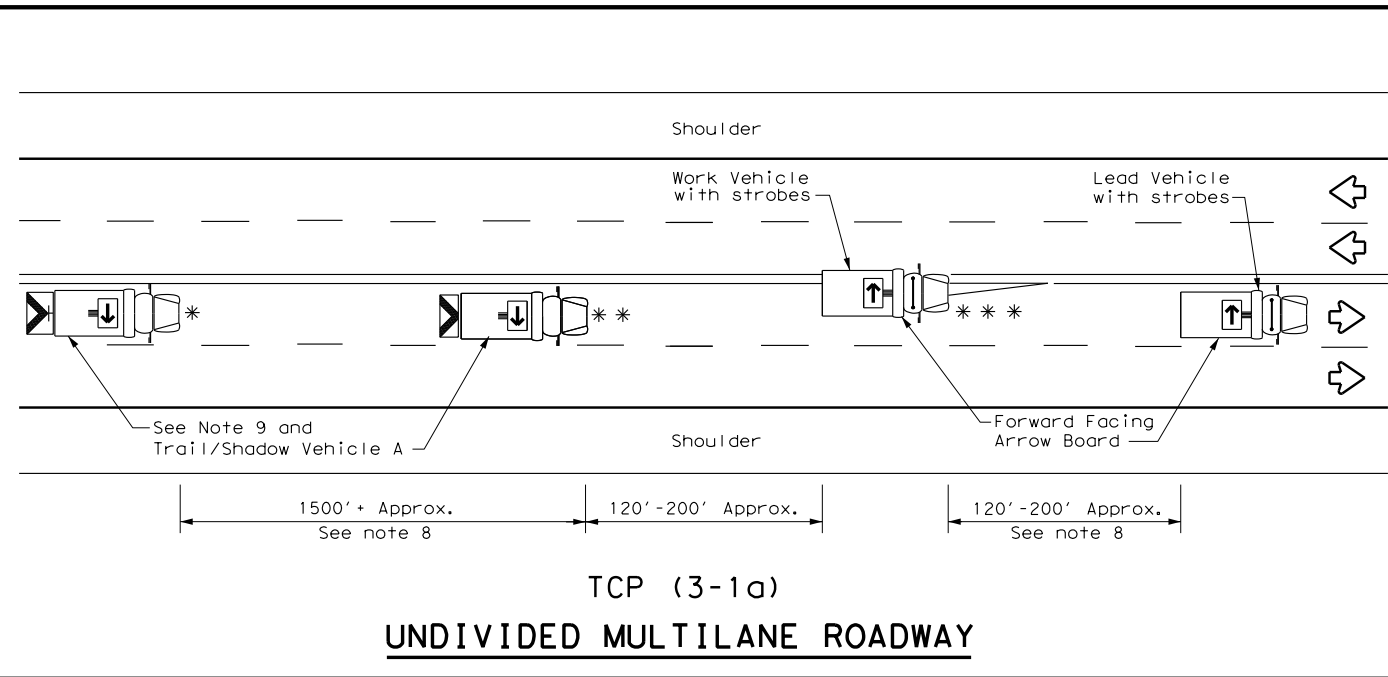 Shoulder
Work Vehicle
with strobes
Lead Vehicle
with strobes
*
* *
* * *
See Note 9 and
Trail/Shadow Vehicle A
Shoulder
Forward Facing
Arrow Board
1500'+ Approx.
See note 8
120'-200' Approx.
120'-200' Approx.
See note 8
TCP (3-1a)
UNDIVIDED MULTILANE ROADWAY